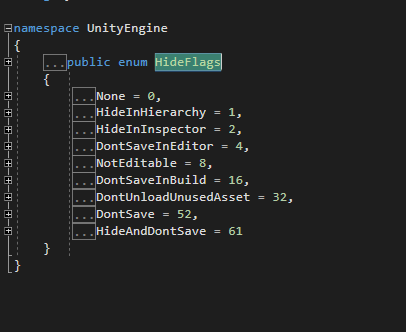 namespace UnityEngine
{
...public enum HideFlags
{
...None = 0,
...HideInHierarchy = 1,
...HideInInspector = 2,
...DontSaveInEditor = 4,
...NotEditable = 8,
...DontSaveInBuild = 16,
...DontUnloadUnusedAsset = 32,
...DontSave = 52,
...HideAndDontSave = 61
}
}